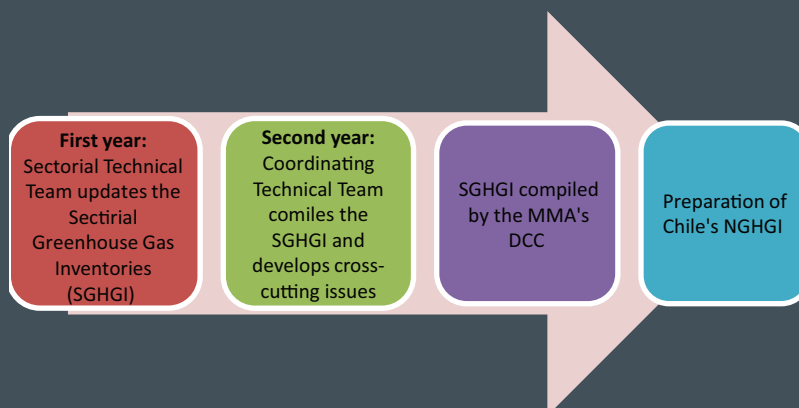 First year:
Sectorial Technical
Team updates the
Sectirial
Greenhouse Gas
Inventories
(SGHGI)
Second year:
Coordinating
Technical Team
comiles the
SGHGI and
develops cross-
cutting issues
SGHGI compiled
by the MMA's
DCC
Preparation of
Chile's NGHGI